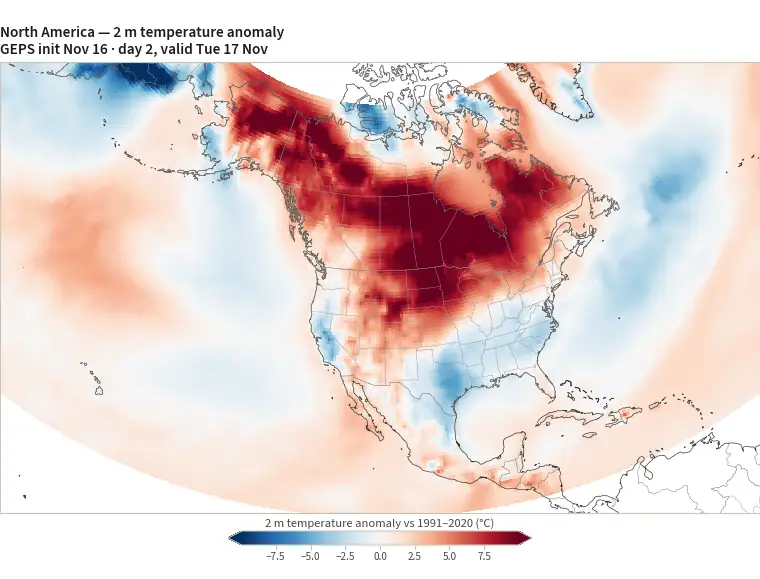 North America — 2 m temperature anomaly
GEPS init Nov 16 · day 2, valid Tue 17 Nov
2 m temperature anomaly vs 1991–2020 (°C)
−7.5 −5.0 −2.5 0.0 2.5 5.0 7.5